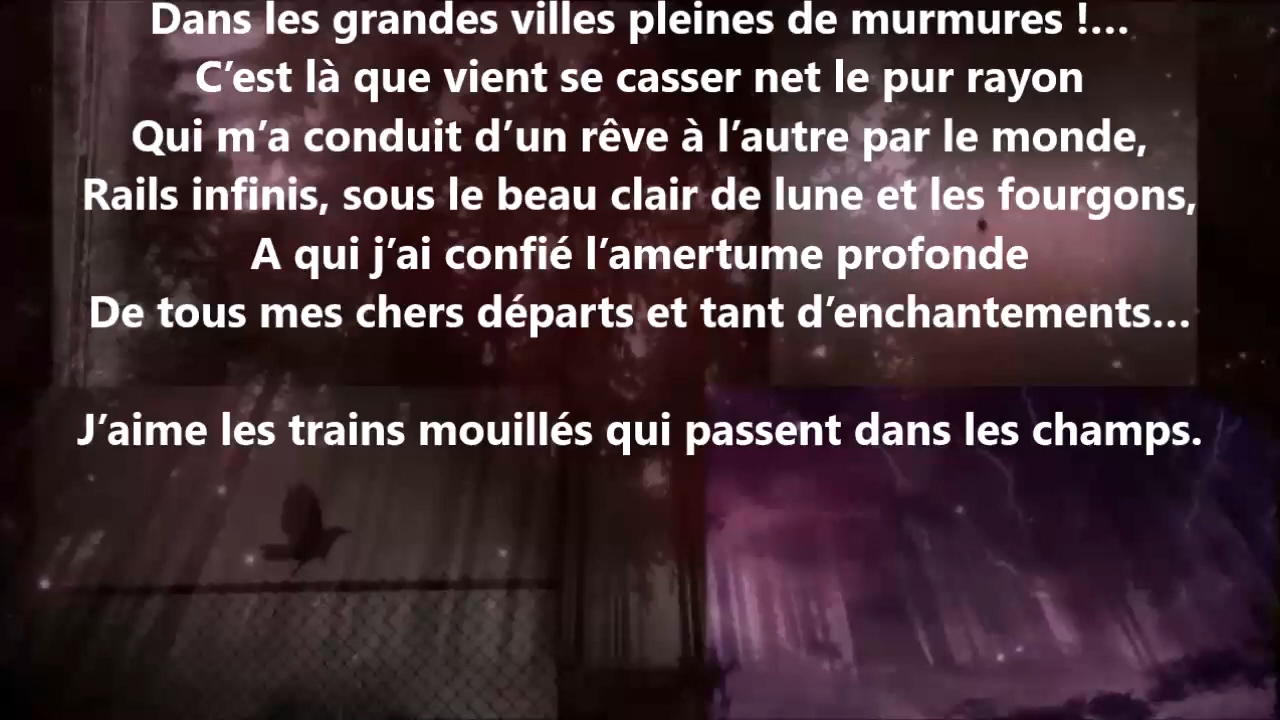 Dans les grandes villes pleines de murmures !...
C’est là que vient se casser net le pur rayon
Qui m’a conduit d’un rêve à l’autre par le monde,
Rails infinis, sous le beau clair de lune et les fourgons,
A qui j’ai confié l’amertume profonde
De tous mes chers départs et tant d’enchantements...
J’aime les trains mouillés qui passent dans les champs.